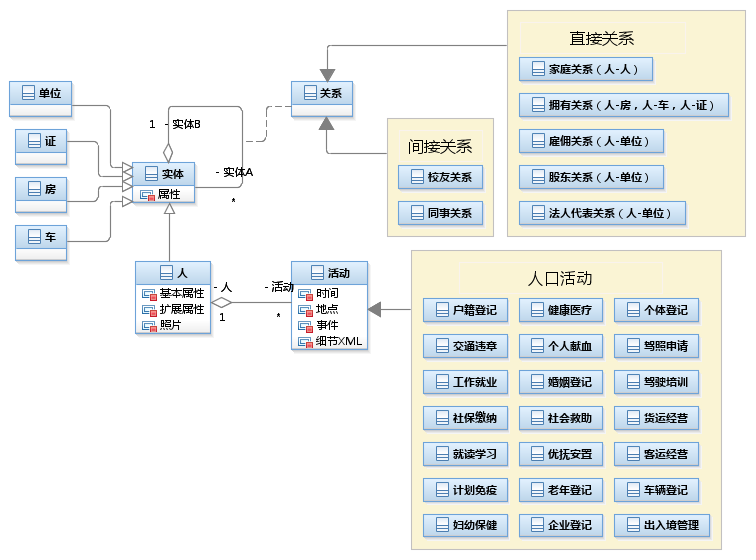 直接关系
家庭关系（人-人）
拥有关系（人-房，人-车，人-证）
雇佣关系（人-单位）
股东关系（人-单位）
法人代表关系（人-单位）
关系
间接关系
校友关系
同事关系
单位
证
房
车
1
- 实体B
- 实体A
*
实体
属性
人
基本属性
扩展属性
照片
- 人
1
- 活动
*
活动
时间
地点
事件
细节XML
人口活动
户籍登记 健康医疗 个体登记
交通违章 个人献血 驾照申请
工作就业 婚姻登记 驾驶培训
社保缴纳 社会救助 货运经营
就读学习 优抚安置 客运经营
计划免疫 老年登记 车辆登记
妇幼保健 企业登记 出入境管理